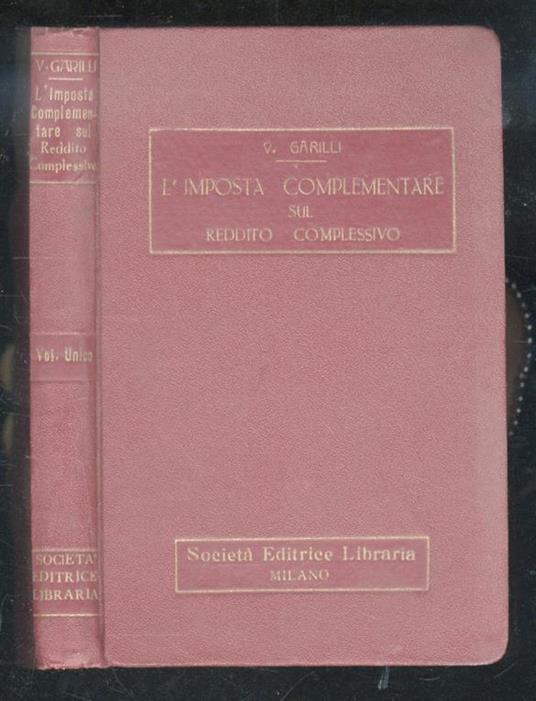 V. GARILLI
L'Imposta
Complemen-
tare sul
Reddito
Complessivo
Vol. Unico
SOCIETÀ
EDITRICE
LIBRARIA
V. GARILLI
L'IMPOSTA COMPLEMENTARE
SUL
REDDITO COMPLESSIVO
Società Editrice Libraria
MILANO